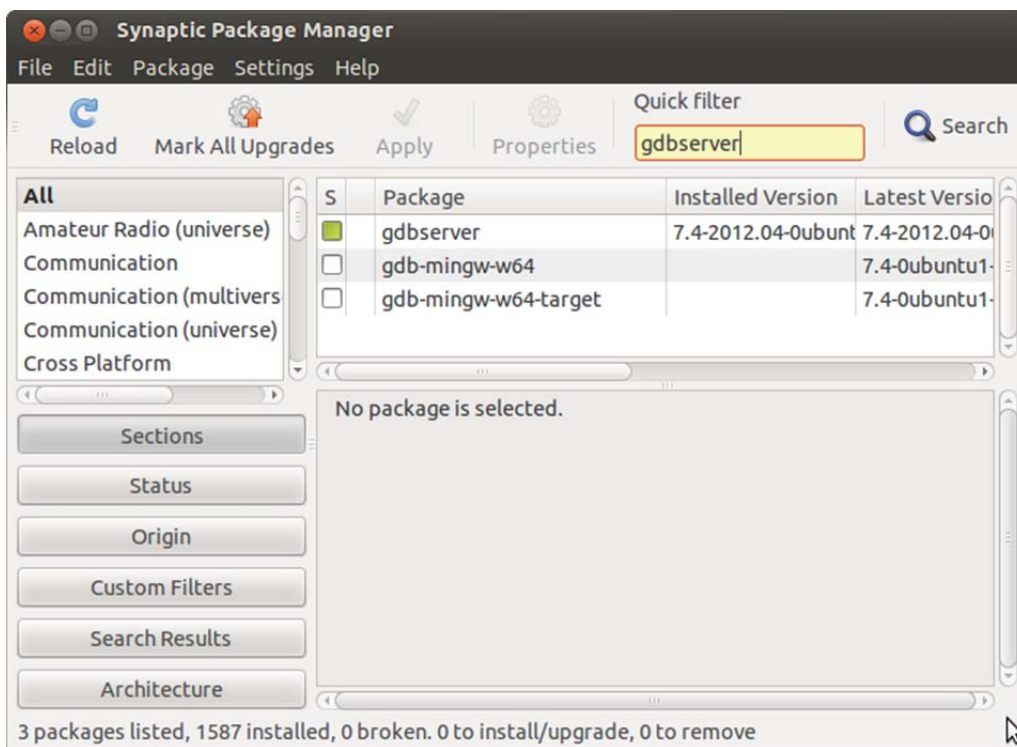 Synaptic Package Manager
File Edit Package Settings Help
Reload Mark All Upgrades Apply Properties Quick filter gdbserver Search
All
Amateur Radio (universe)
Communication
Communication (multivers
Communication (universe)
Cross Platform
S Package Installed Version Latest Versio
gdbserver 7.4-2012.04-0ubunt 7.4-2012.04-0u
gdb-mingw-w64 7.4-0ubuntu1-
gdb-mingw-w64-target 7.4-0ubuntu1-
Sections
Status
Origin
Custom Filters
Search Results
Architecture
No package is selected.
3 packages listed, 1587 installed, 0 broken. 0 to install/upgrade, 0 to remove